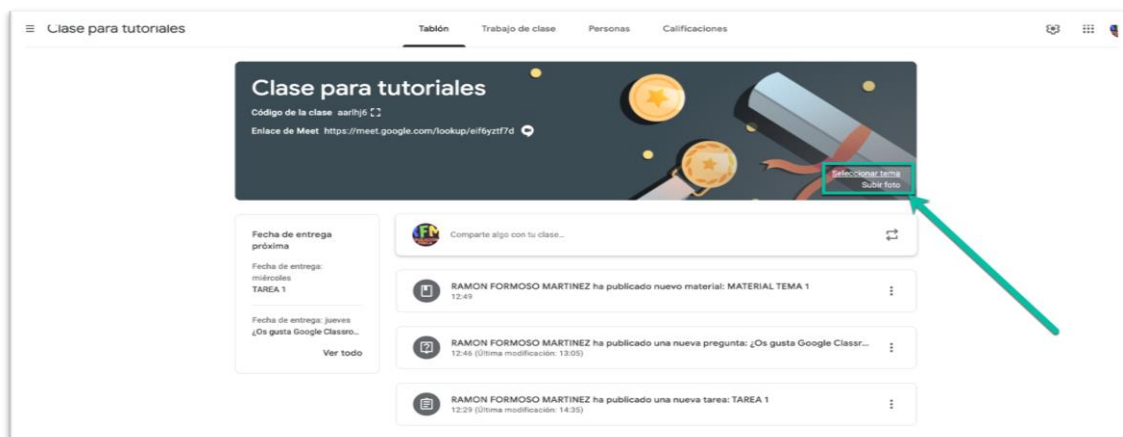 Clase para tutoriales
Tablón
Trabajo de clase
Personas
Calificaciones
Clase para tutoriales
Código de la clase aarlhj6
Enlace de Meet https://meet.google.com/lookup/eif6yztf7d
Seleccionar tema
Subir foto
Fecha de entrega
próxima
Fecha de entrega:
miércoles
TAREA 1
Fecha de entrega: jueves
¿Os gusta Google Classro...
Ver todo
Comparte algo con tu clase...
RAMON FORMOSO MARTINEZ ha publicado nuevo material: MATERIAL TEMA 1
12:49
RAMON FORMOSO MARTINEZ ha publicado una nueva pregunta: ¿Os gusta Google Classr...
12:46 (Última modificación: 13:05)
RAMON FORMOSO MARTINEZ ha publicado una nueva tarea: TAREA 1
12:29 (Última modificación: 14:35)